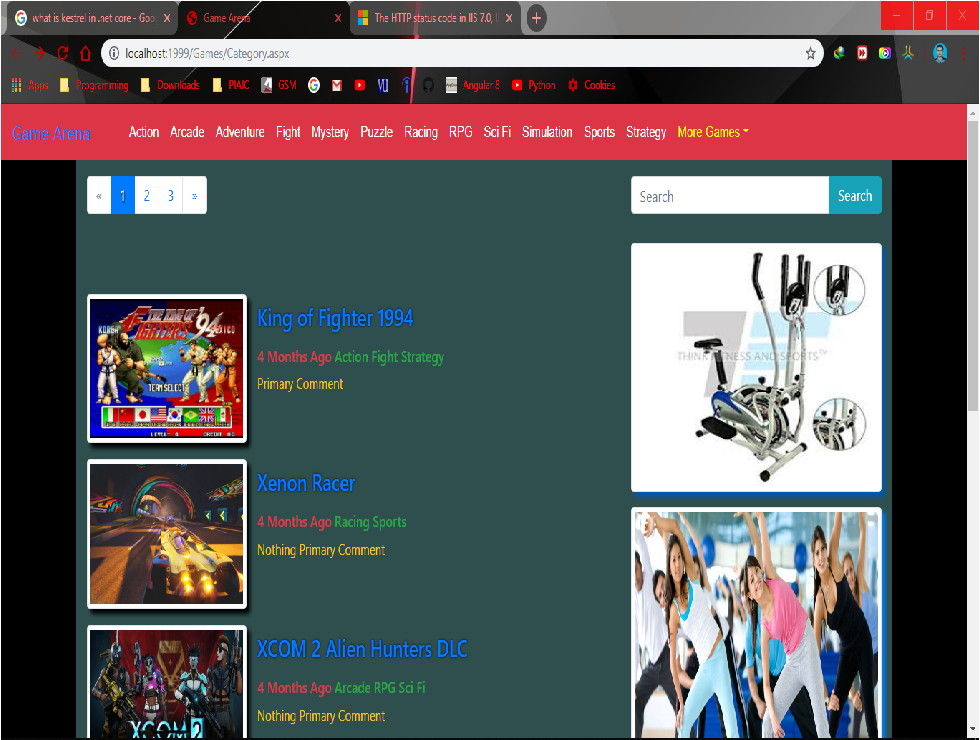 what is kestrel in .net core - Goo
Game Arena
The HTTP status code in IIS 7.0, I
localhost:1999/Games/Category.aspx
Apps Programming Downloads PIAIC GSM Angular 8 Python Cookies
Game Arena Action Arcade Adventure Fight Mystery Puzzle Racing RPG Sci Fi Simulation Sports Strategy More Games
« 1 2 3 »
Search Search
THE KING OF
FIGHTERS '94
KOREA MEXICO
TEAM SELECT
LEVEL-4 CREDIT 00
King of Fighter 1994
4 Months Ago Action Fight Strategy
Primary Comment
THINK FITNESS AND SPORTS™
Xenon Racer
4 Months Ago Racing Sports
Nothing Primary Comment
XCOM 2
XCOM 2 Alien Hunters DLC
4 Months Ago Arcade RPG Sci Fi
Nothing Primary Comment